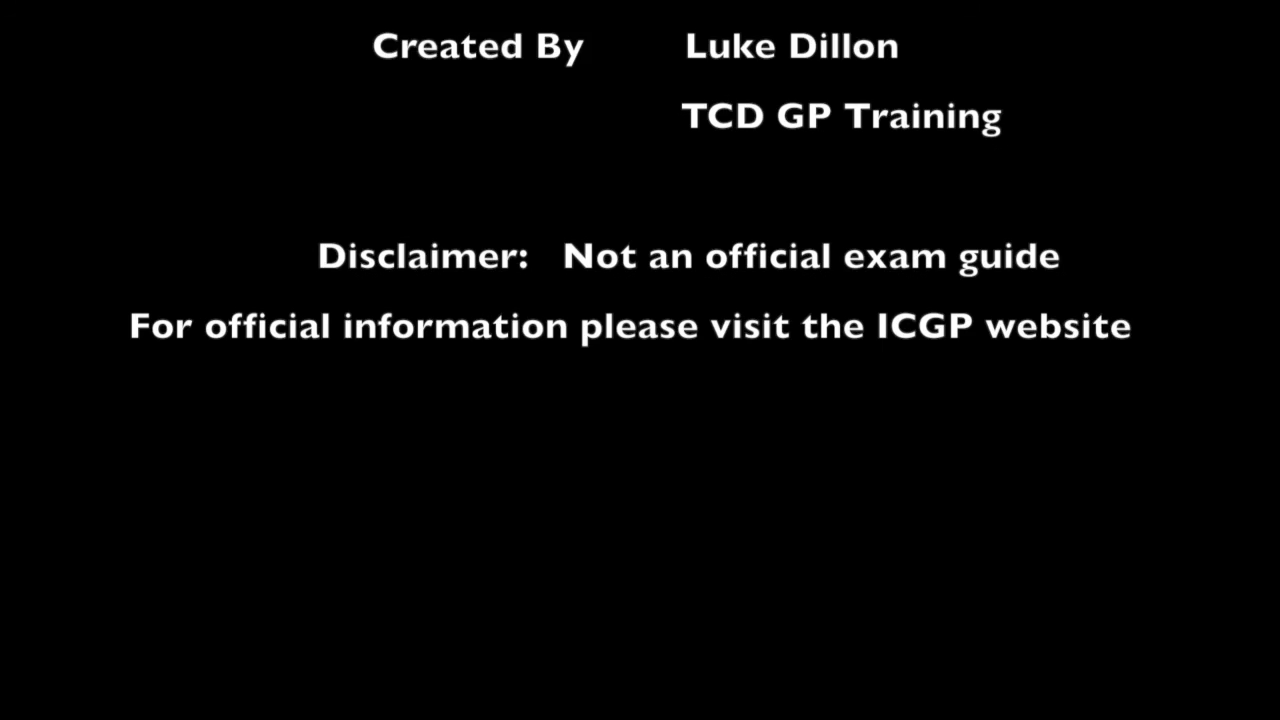 Created By Luke Dillon
TCD GP Training
Disclaimer: Not an official exam guide
For official information please visit the ICGP website